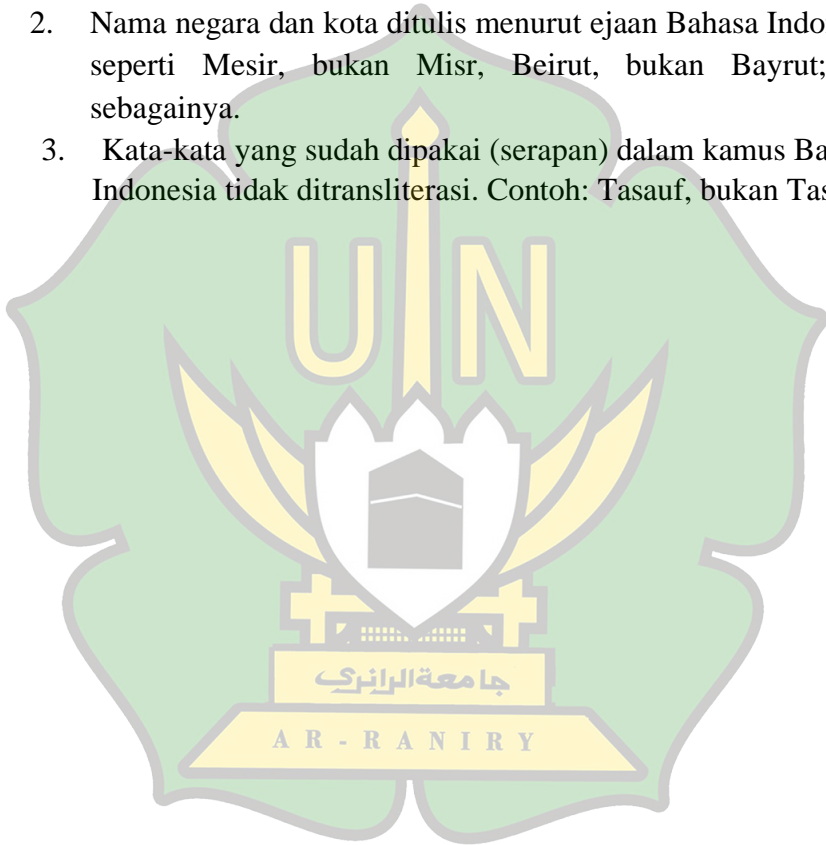 2. Nama negara dan kota ditulis menurut ejaan Bahasa Indo
seperti Mesir, bukan Misr, Beirut, bukan Bayrut;
sebagainya.
3. Kata-kata yang sudah dipakai (serapan) dalam kamus Ba
Indonesia tidak ditransliterasi. Contoh: Tasauf, bukan Tas
UIN
جامعة الرانري
AR-RANIRY